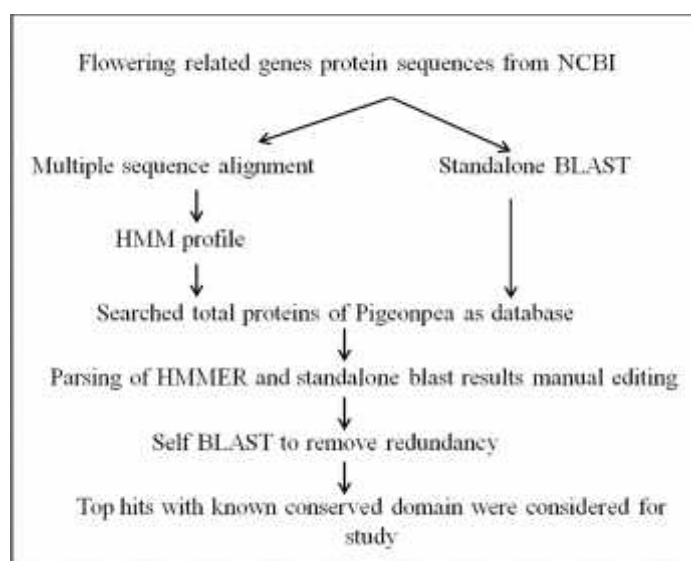 Flowering related genes protein sequences from NCBI
Multiple sequence alignment
Standalone BLAST
HMM profile
Searched total proteins of Pigeonpea as database
Parsing of HMMER and standalone blast results manual editing
Self BLAST to remove redundancy
Top hits with known conserved domain were considered for
study